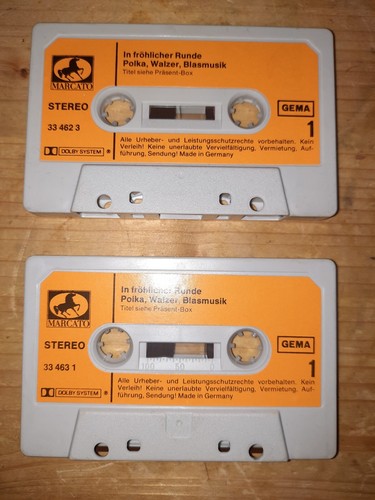 In fröhlicher Runde
Polka, Walzer, Blasmusik
Titel siehe Präsent-Box
MARCATO
STEREO
GEMA
33 462 3
1
DOLBY SYSTEM ®
Alle Urheber- und Leistungsschutzrechte vorbehalten. Kein
Verleih! Keine unerlaubte Vervielfältigung, Vermietung, Auf-
führung, Sendung! Made in Germany
In fröhlicher Runde
Polka, Walzer, Blasmusik
Titel siehe Präsent-Box
MARCATO
STEREO
GEMA
33 463 1
100 50 0
1
DOLBY SYSTEM ®
Alle Urheber- und Leistungsschutzrechte vorbehalten. Kein
Verleih! Keine unerlaubte Vervielfältigung, Vermietung, Auf-
führung, Sendung! Made in Germany